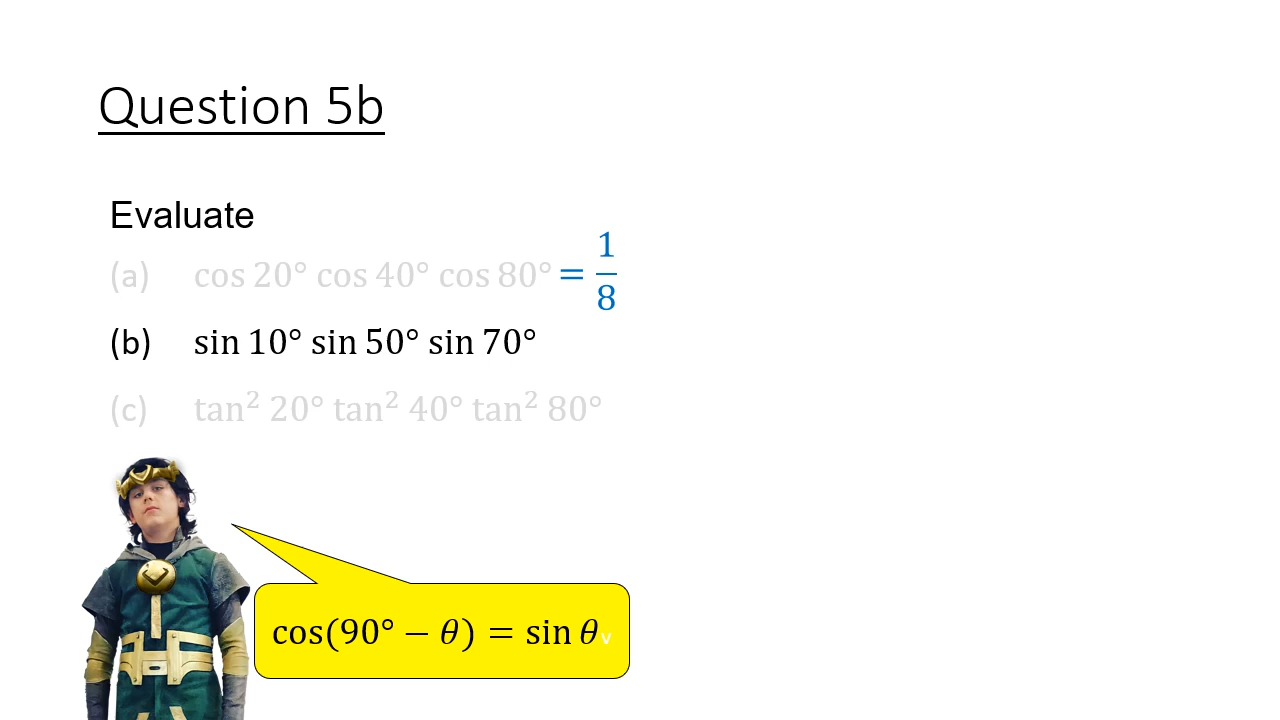 Question 5b
Evaluate
(a) cos 20° cos 40° cos 80° = 1/8
(b) sin 10° sin 50° sin 70°
(c) tan² 20° tan² 40° tan² 80°
cos(90° − θ) = sin θ v